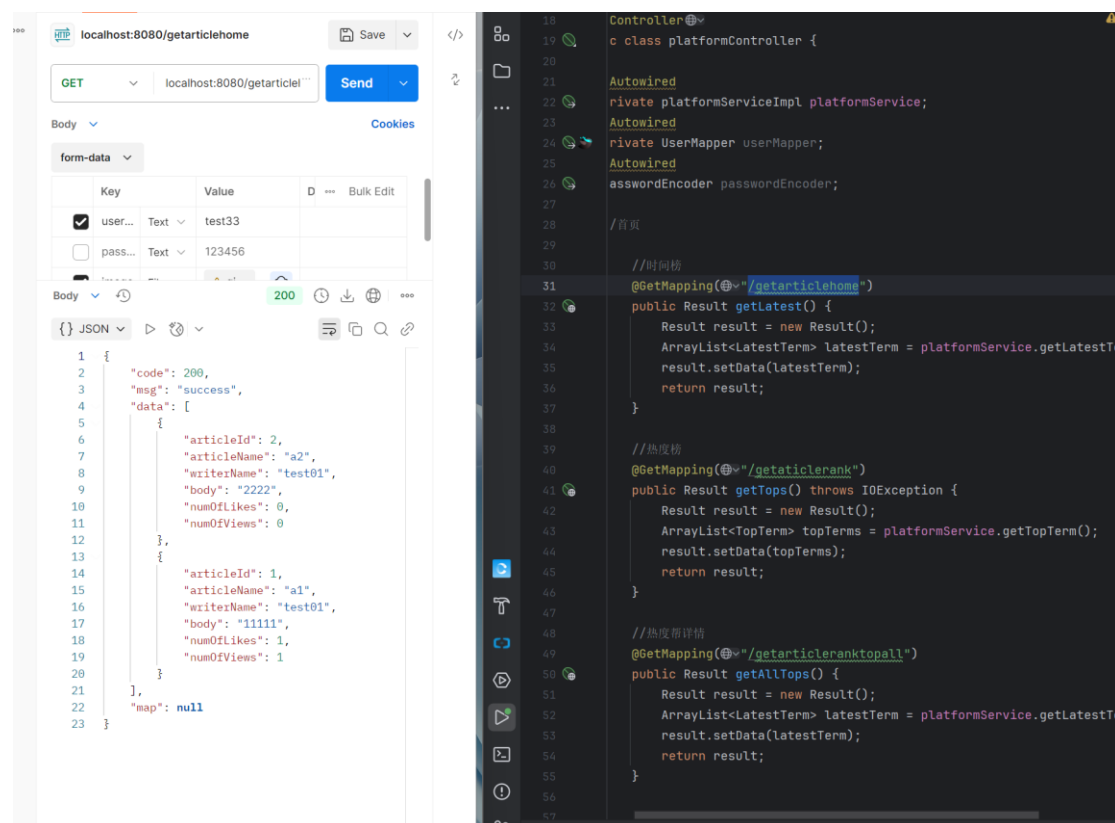 HTTP localhost:8080/getarticlehome
Save
</>
GET
localhost:8080/getarticlel
Send
Body
Cookies
form-data
Key Value D Bulk Edit
user... Text test33
pass... Text 123456
Body
200
{} JSON
1 {
2 "code": 200,
3 "msg": "success",
4 "data": [
5 {
6 "articleId": 2,
7 "articleName": "a2",
8 "writerName": "test01",
9 "body": "2222",
10 "numOfLikes": 0,
11 "numOfViews": 0
12 },
13 {
14 "articleId": 1,
15 "articleName": "a1",
16 "writerName": "test01",
17 "body": "11111",
18 "numOfLikes": 1,
19 "numOfViews": 1
20 }
21 ],
22 "map": null
23 }
18 Controller
19 c class platformController {
20
21 Autowired
22 rivate platformServiceImpl platformService;
23 Autowired
24 rivate UserMapper userMapper;
25 Autowired
26 asswordEncoder passwordEncoder;
27
28 /首页
29
30 //时间榜
31 @GetMapping("/getarticlehome")
32 public Result getLatest() {
33 Result result = new Result();
34 ArrayList<LatestTerm> latestTerm = platformService.getLatestT
35 result.setData(latestTerm);
36 return result;
37 }
38
39 //热度榜
40 @GetMapping("/getaticlerank")
41 public Result getTops() throws IOException {
42 Result result = new Result();
43 ArrayList<TopTerm> topTerms = platformService.getTopTerm();
44 result.setData(topTerms);
45 return result;
46 }
47
48 //热度帮详情
49 @GetMapping("/getarticleranktopall")
50 public Result getAllTops() {
51 Result result = new Result();
52 ArrayList<LatestTerm> latestTerm = platformService.getLatestT
53 result.setData(latestTerm);
54 return result;
55 }
56
57